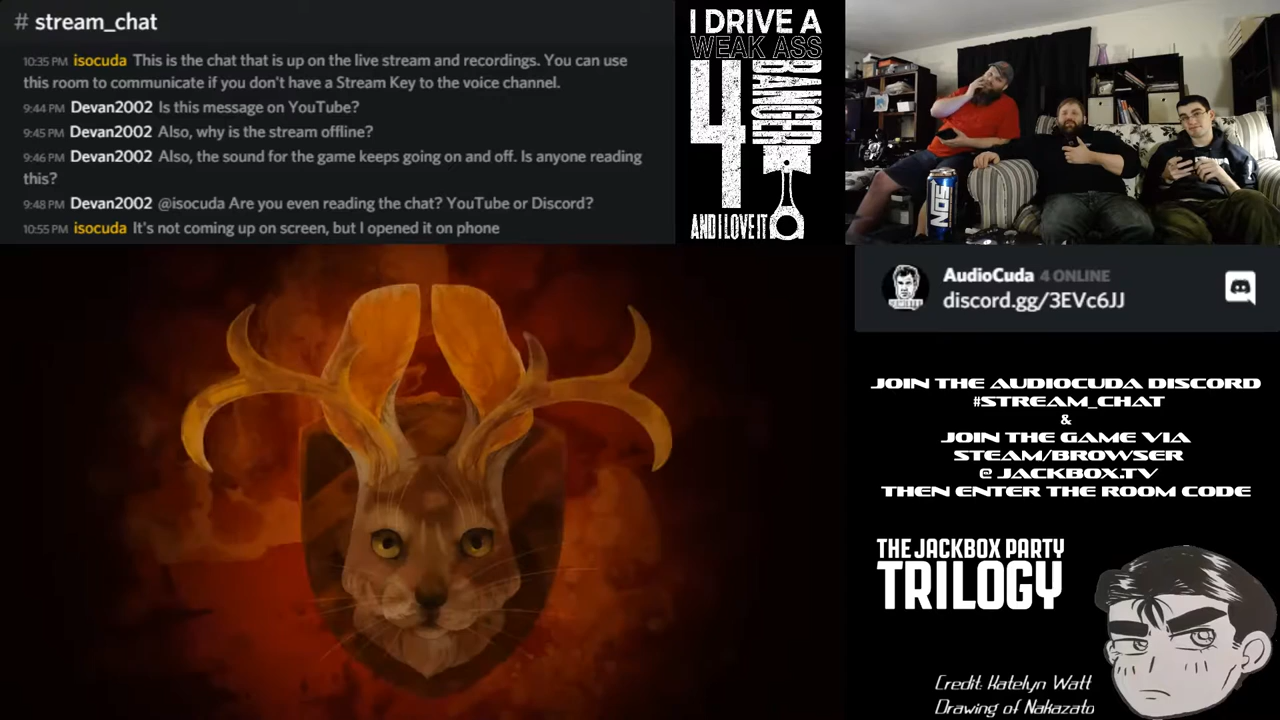 # stream_chat
10:35 PM isocuda This is the chat that is up on the live stream and recordings. You can use
this room to communicate if you don't have a Stream Key to the voice channel.
9:44 PM Devan2002 Is this message on YouTube?
9:45 PM Devan2002 Also, why is the stream offline?
9:46 PM Devan2002 Also, the sound for the game keeps going on and off. Is anyone reading
this?
9:48 PM Devan2002 @isocuda Are you even reading the chat? YouTube or Discord?
10:55 PM isocuda It's not coming up on screen, but I opened it on phone
I DRIVE A
WEAK ASS
4
BANGER
AND I LOVE IT
NOS
AudioCuda 4 ONLINE
discord.gg/3EVc6JJ
JOIN THE AUDIOCUDA DISCORD
#STREAM_CHAT
&
JOIN THE GAME VIA
STEAM/BROWSER
@ JACKBOX.TV
THEN ENTER THE ROOM CODE
THE JACKBOX PARTY
TRILOGY
Credit: Katelyn Watt
Drawing of Nakazato